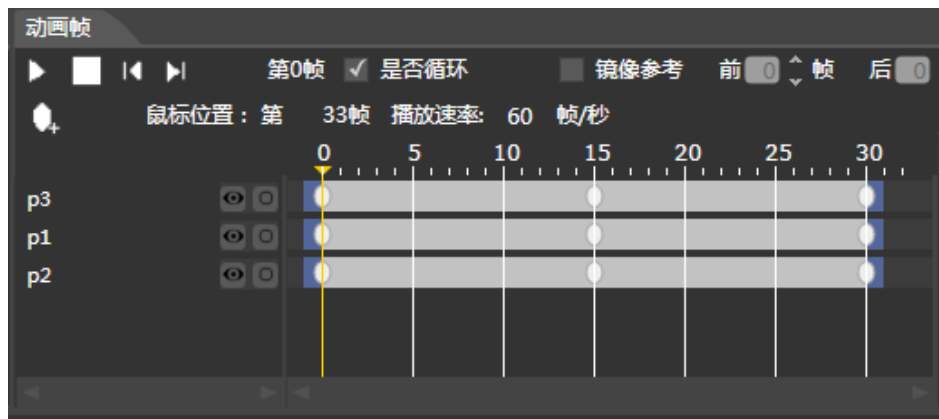 动画帧
第0帧 是否循环 镜像参考 前 0 帧 后 0
鼠标位置：第 33帧 播放速率: 60 帧/秒
0 5 10 15 20 25 30
p3
p1
p2